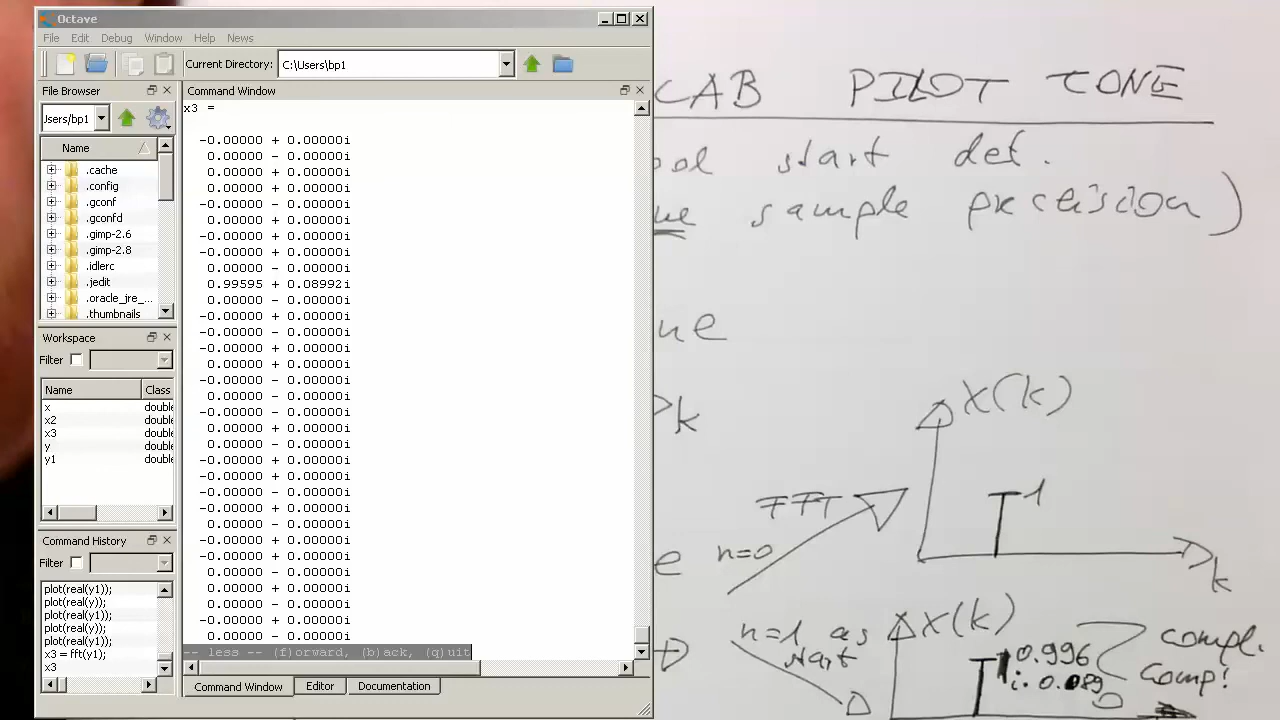 Octave
File Edit Debug Window Help News
Current Directory: C:\Users\bp1
File Browser
Jsers/bp1
Name
.cache
.config
.gconf
.gconfd
.gimp-2.6
.gimp-2.8
.idlerc
.jedit
.oracle_jre_...
.thumbnails
Workspace
Filter
Name Class
x double
x2 double
x3 double
y double
y1 double
Command History
Filter
plot(real(y1));
plot(real(y));
plot(real(y1));
plot(real(y));
plot(real(y1));
x3 = fft(y1);
x3
Command Window
x3 =
-0.00000 + 0.00000i
0.00000 - 0.00000i
0.00000 + 0.00000i
0.00000 + 0.00000i
-0.00000 - 0.00000i
0.00000 + 0.00000i
-0.00000 + 0.00000i
-0.00000 + 0.00000i
0.00000 - 0.00000i
0.99595 + 0.08992i
0.00000 - 0.00000i
-0.00000 + 0.00000i
-0.00000 - 0.00000i
-0.00000 + 0.00000i
0.00000 + 0.00000i
-0.00000 - 0.00000i
0.00000 - 0.00000i
-0.00000 - 0.00000i
0.00000 + 0.00000i
0.00000 - 0.00000i
-0.00000 + 0.00000i
-0.00000 + 0.00000i
-0.00000 - 0.00000i
-0.00000 + 0.00000i
0.00000 - 0.00000i
0.00000 + 0.00000i
-0.00000 + 0.00000i
0.00000 - 0.00000i
0.00000 + 0.00000i
0.00000 - 0.00000i
-0.00000 + 0.00000i
0.00000 - 0.00000i
-- less -- (f)orward, (b)ack, (q)uit
Command Window Editor Documentation
CAB PILOT TONE
ol start det.
ne sample precision)
ne
k
X(k)
1
FFT
n=0
e
k
n=1 as
start
X(k)
0.996
i. 0.089
compl.
comp!